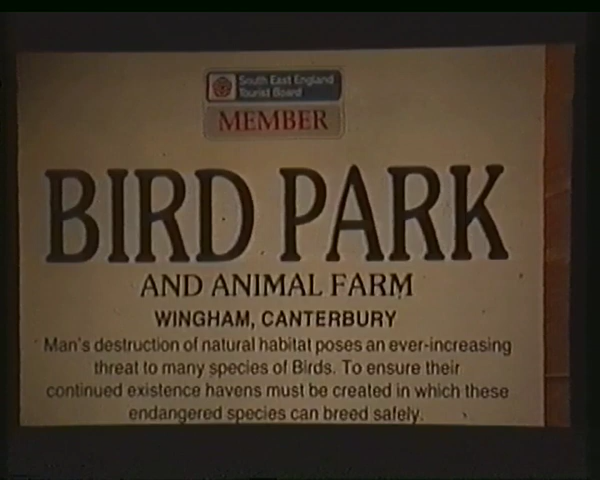 South East England
Tourist Board
MEMBER
BIRD PARK
AND ANIMAL FARM
WINGHAM, CANTERBURY
Man's destruction of natural habitat poses an ever-increasing
threat to many species of Birds. To ensure their
continued existence havens must be created in which these
endangered species can breed safely.